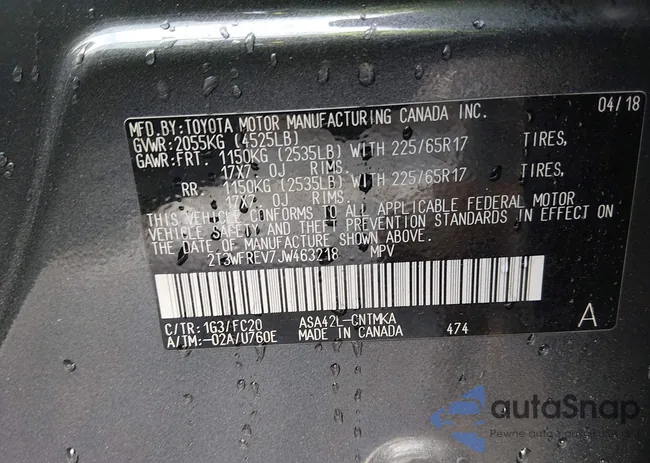 MFD.BY:TOYOTA MOTOR MANUFACTURING CANADA INC. 04/18
GVWR:2055KG (4525LB)
GAWR:FRT 1150KG (2535LB) WITH 225/65R17 TIRES,
17X7.0J RIMS.
RR 1150KG (2535LB) WITH 225/65R17 TIRES,
17X7.0J RIMS.
THIS VEHICLE CONFORMS TO ALL APPLICABLE FEDERAL MOTOR
VEHICLE SAFETY AND THEFT PREVENTION STANDARDS IN EFFECT ON
THE DATE OF MANUFACTURE SHOWN ABOVE.
2T3WFREV7JW463218 MPV
C/TR:1G3/FC20 ASA42L-CNTMKA A
A/TM:-02A/U760E MADE IN CANADA 474
autaSnap
Pewne auta